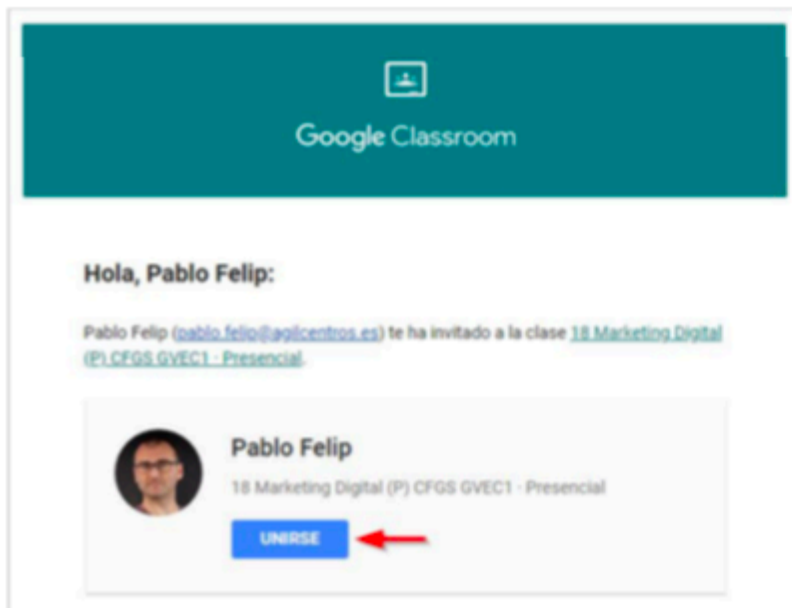 Google Classroom
Hola, Pablo Felip:
Pablo Felip (pablo.felip@agilcentros.es) te ha invitado a la clase 18 Marketing Digital
(P) CFGS GVEC1 · Presencial.
Pablo Felip
18 Marketing Digital (P) CFGS GVEC1 · Presencial
UNIRSE